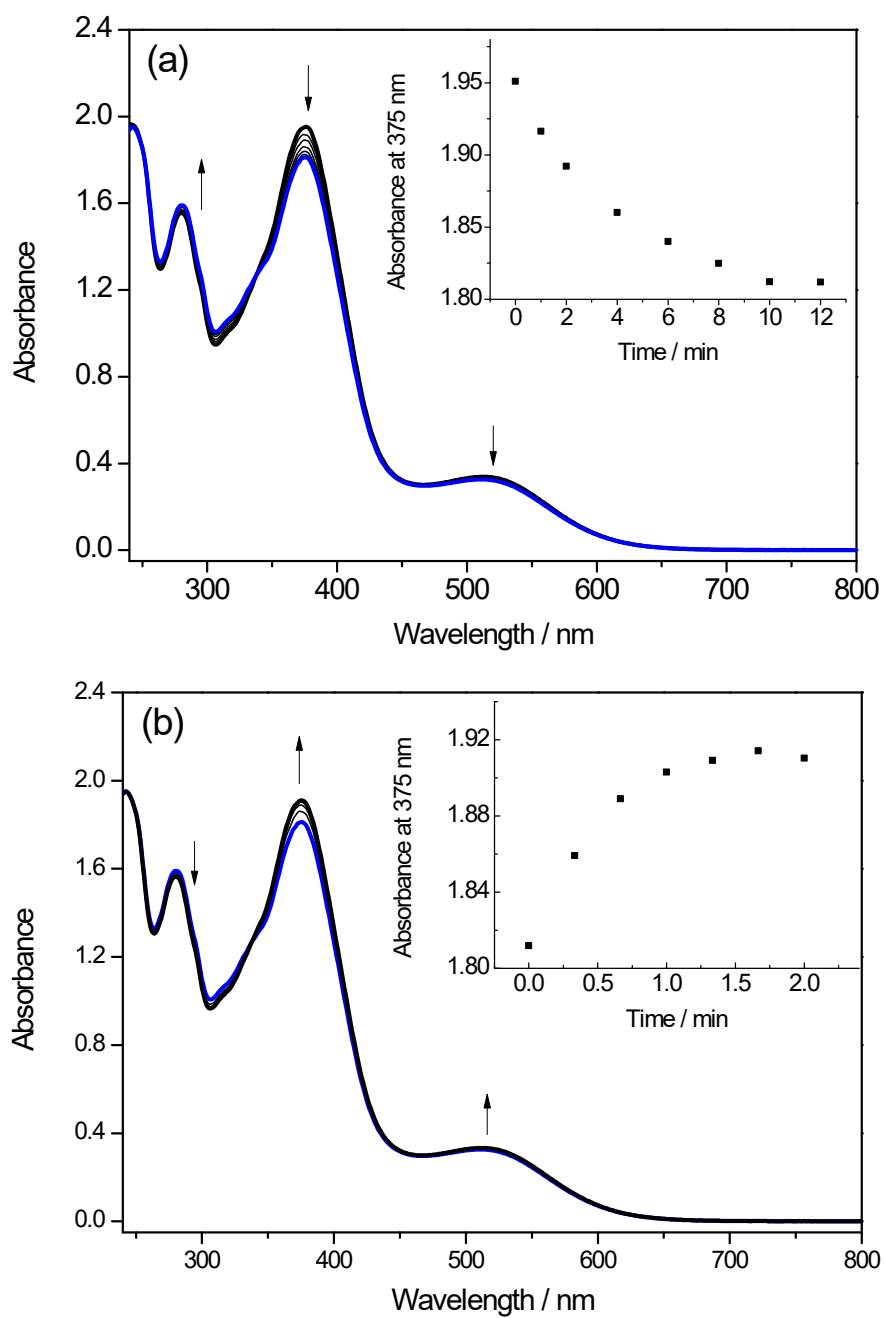 (a)
Absorbance
2.4
2.0
1.6
1.2
0.8
0.4
0.0
300 400 500 600 700 800
Wavelength / nm
Absorbance at 375 nm
1.95
1.90
1.85
1.80
0 2 4 6 8 10 12
Time / min
(b)
Absorbance
2.4
2.0
1.6
1.2
0.8
0.4
0.0
300 400 500 600 700 800
Wavelength / nm
Absorbance at 375 nm
1.92
1.88
1.84
1.80
0.0 0.5 1.0 1.5 2.0
Time / min